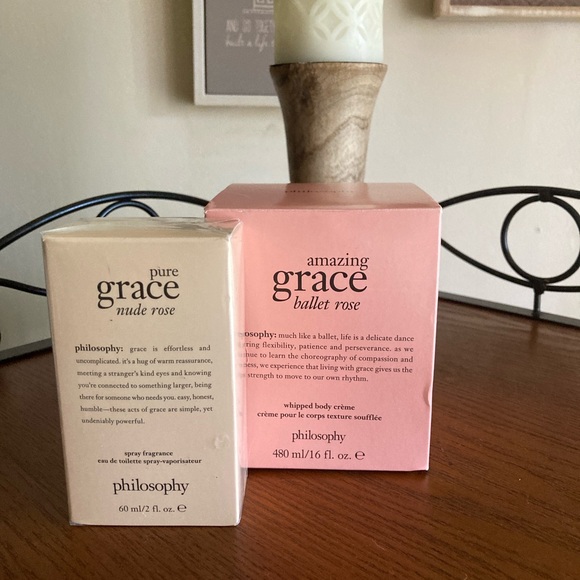 AND SO TOGETHER
build a life
pure
grace
nude rose
philosophy: grace is effortless and
uncomplicated. it's a hug of warm reassurance,
meeting a stranger's kind eyes and knowing
you're connected to something larger, being
there for someone who needs you. easy, honest,
humble—these acts of grace are simple, yet
undeniably powerful.
spray fragrance
eau de toilette spray-vaporisateur
philosophy
60 ml/2 fl. oz. ℮
amazing
grace
ballet rose
osophy: much like a ballet, life is a delicate dance
flexibility, patience and perseverance. as we
to learn the choreography of compassion and
we experience that living with grace gives us the
strength to move to our own rhythm.
whipped body crème
crème pour le corps texture soufflée
philosophy
480 ml/16 fl. oz. ℮